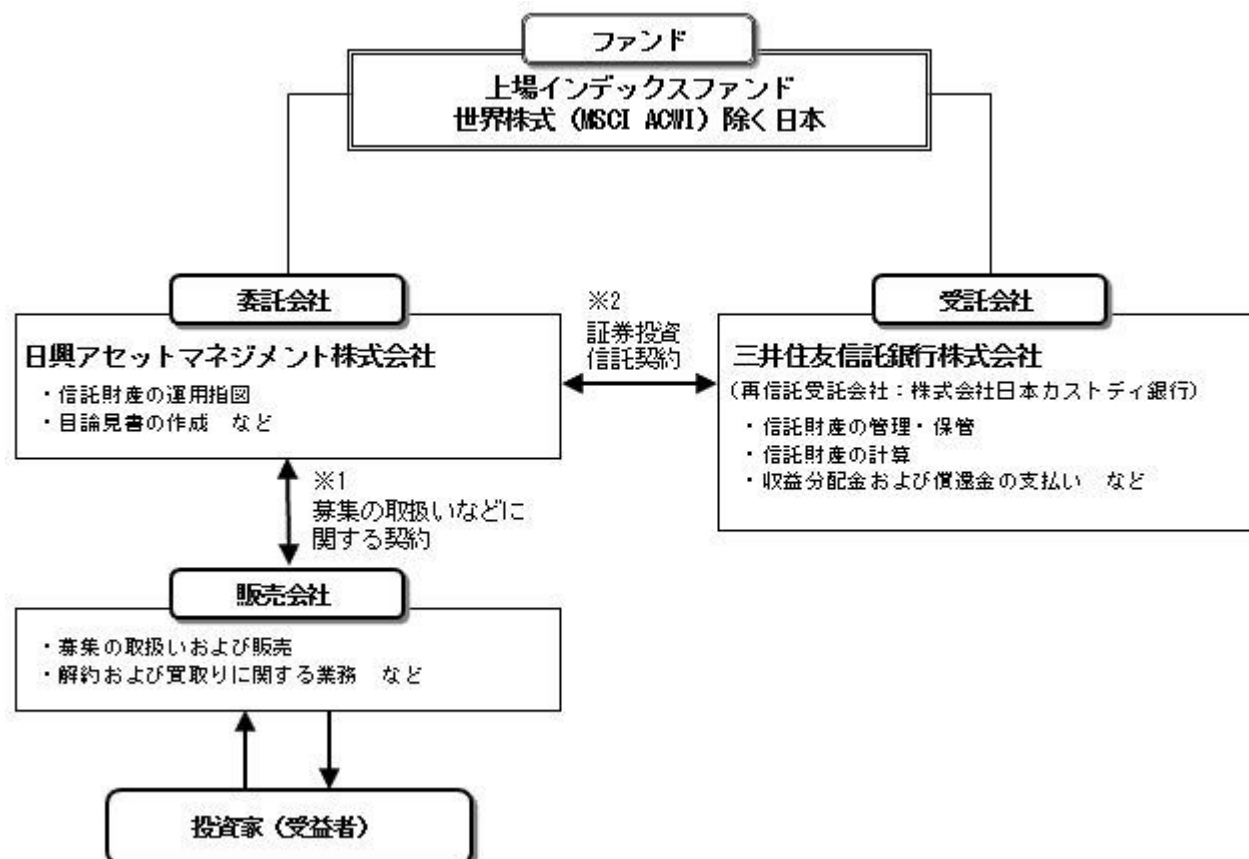 ファンド
上場インデックスファンド
世界株式（MSCI ACWI）除く日本
委託会社
日興アセットマネジメント株式会社
・信託財産の運用指図
・目論見書の作成　など
※2
証券投資
信託契約
受託会社
三井住友信託銀行株式会社
（再信託受託会社：株式会社日本カストディ銀行）
・信託財産の管理・保管
・信託財産の計算
・収益分配金および償還金の支払い　など
※1
募集の取扱いなどに
関する契約
販売会社
・募集の取扱いおよび販売
・解約および買取りに関する業務　など
投資家（受益者）